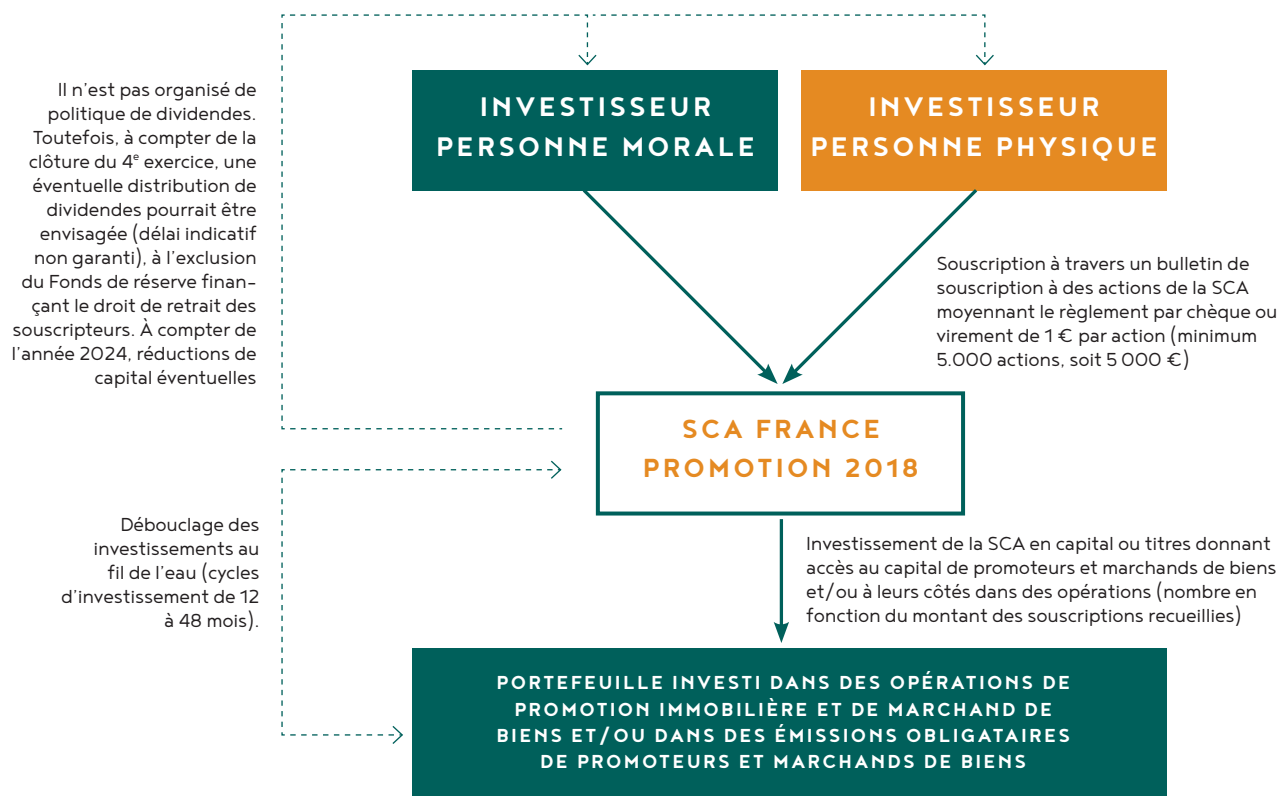 INVESTISSEUR
PERSONNE MORALE
INVESTISSEUR
PERSONNE PHYSIQUE
Il n'est pas organisé de
politique de dividendes.
Toutefois, à compter de la
clôture du 4e exercice, une
éventuelle distribution de
dividendes pourrait être
envisagée (délai indicatif
non garanti), à l'exclusion
du Fonds de réserve finan-
çant le droit de retrait des
souscripteurs. À compter de
l'année 2024, réductions de
capital éventuelles
Souscription à travers un bulletin de
souscription à des actions de la SCA
moyennant le règlement par chèque ou
virement de 1 € par action (minimum
5.000 actions, soit 5 000 €)
SCA FRANCE
PROMOTION 2018
Débouclage des
investissements au
fil de l'eau (cycles
d'investissement de 12
à 48 mois).
Investissement de la SCA en capital ou titres donnant
accès au capital de promoteurs et marchands de biens
et/ou à leurs côtés dans des opérations (nombre en
fonction du montant des souscriptions recueillies)
PORTEFEUILLE INVESTI DANS DES OPÉRATIONS DE
PROMOTION IMMOBILIÈRE ET DE MARCHAND DE
BIENS ET/OU DANS DES ÉMISSIONS OBLIGATAIRES
DE PROMOTEURS ET MARCHANDS DE BIENS